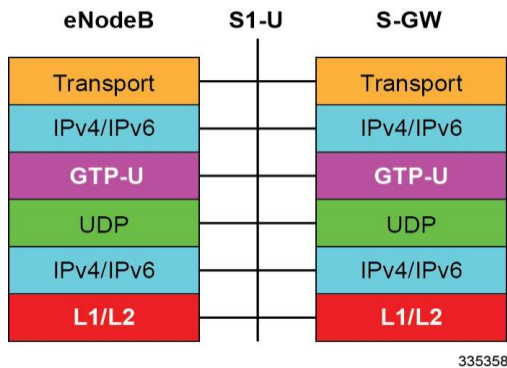 eNodeB S1-U S-GW
Transport Transport
IPv4/IPv6 IPv4/IPv6
GTP-U GTP-U
UDP UDP
IPv4/IPv6 IPv4/IPv6
L1/L2 L1/L2
335358